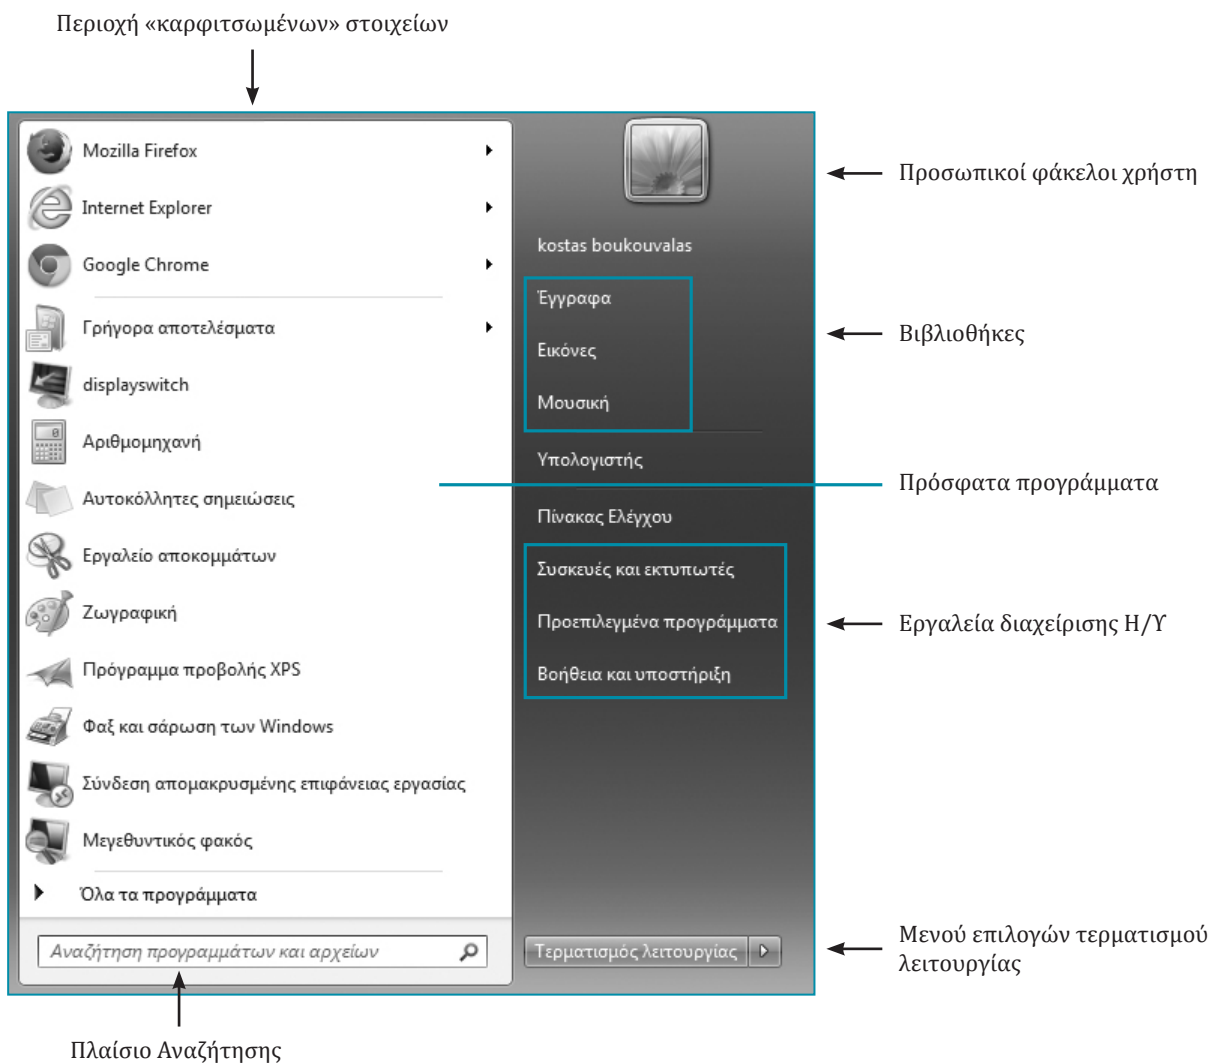 Περιοχή «καρφιτσωμένων» στοιχείων
Mozilla Firefox
Internet Explorer
Google Chrome
Γρήγορα αποτελέσματα
displayswitch
Αριθμομηχανή
Αυτοκόλλητες σημειώσεις
Εργαλείο αποκομμάτων
Ζωγραφική
Πρόγραμμα προβολής XPS
Φαξ και σάρωση των Windows
Σύνδεση απομακρυσμένης επιφάνειας εργασίας
Μεγεθυντικός φακός
Όλα τα προγράμματα
Αναζήτηση προγραμμάτων και αρχείων
kostas boukouvalas
Έγγραφα
Εικόνες
Μουσική
Υπολογιστής
Πίνακας Ελέγχου
Συσκευές και εκτυπωτές
Προεπιλεγμένα προγράμματα
Βοήθεια και υποστήριξη
Τερματισμός λειτουργίας
Προσωπικοί φάκελοι χρήστη
Βιβλιοθήκες
Πρόσφατα προγράμματα
Εργαλεία διαχείρισης Η/Υ
Μενού επιλογών τερματισμού
λειτουργίας
Πλαίσιο Αναζήτησης